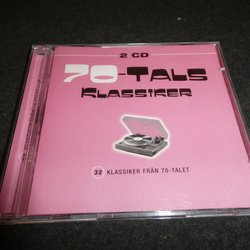 2 CD
70-TALS
KLASSIKER
32 KLASSIKER FRÅN 70-TALET